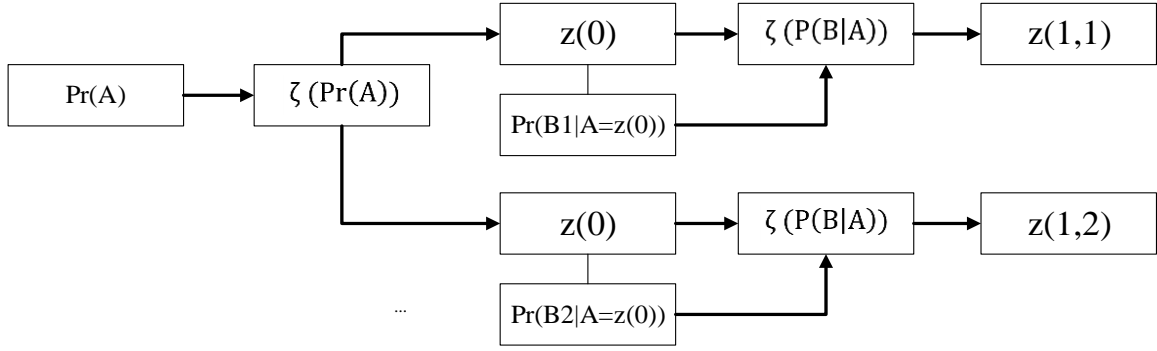 z(0)
ζ (P(B|A))
z(1,1)
Pr(A)
ζ (Pr(A))
Pr(B1|A=z(0))
z(0)
ζ (P(B|A))
z(1,2)
...
Pr(B2|A=z(0))